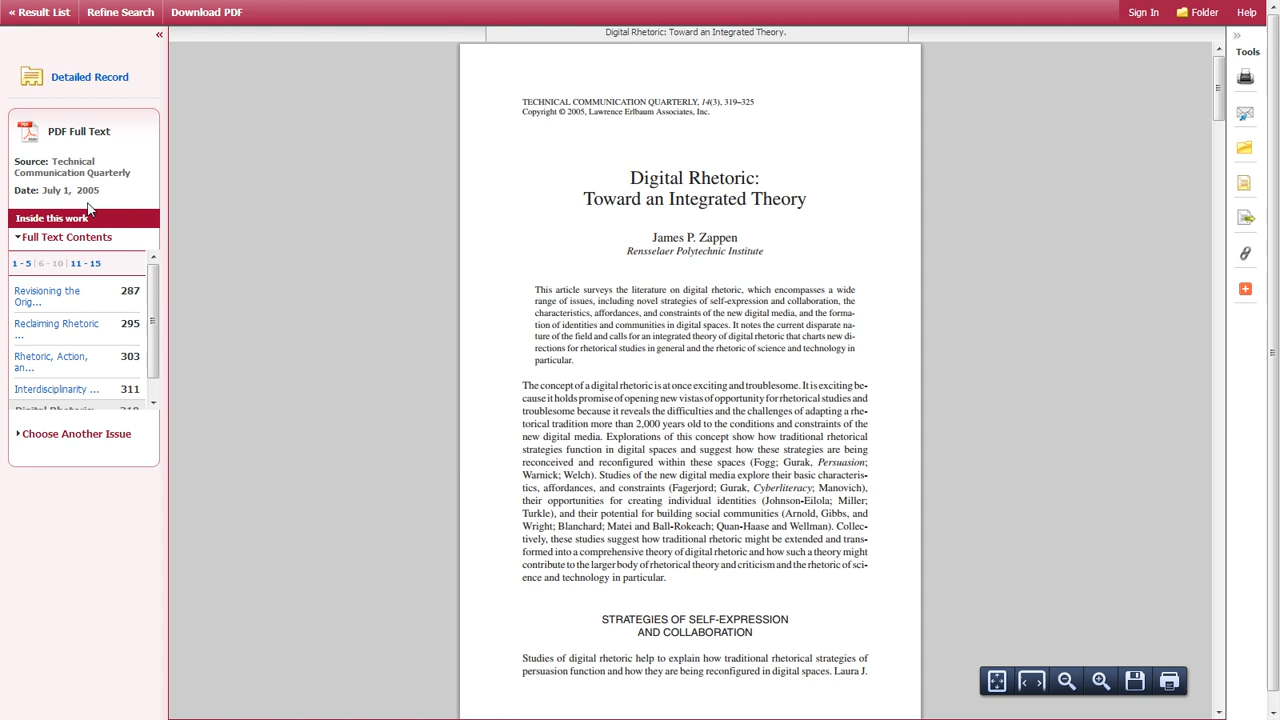 « Result List
Refine Search
Download PDF
Sign In
Folder
Help
«
Detailed Record
PDF Full Text
Source: Technical
Communication Quarterly
Date: July 1, 2005
Inside this work
Full Text Contents
1 - 5 | 6 - 10 | 11 - 15
Revisioning the 287
Orig...
Reclaiming Rhetoric 295
...
Rhetoric, Action, 303
an...
Interdisciplinarity ... 311
Digital Rhetoric: 319
Choose Another Issue
Digital Rhetoric: Toward an Integrated Theory.
TECHNICAL COMMUNICATION QUARTERLY, 14(3), 319–325
Copyright © 2005, Lawrence Erlbaum Associates, Inc.
Digital Rhetoric:
Toward an Integrated Theory
James P. Zappen
Rensselaer Polytechnic Institute
This article surveys the literature on digital rhetoric, which encompasses a wide
range of issues, including novel strategies of self-expression and collaboration, the
characteristics, affordances, and constraints of the new digital media, and the forma-
tion of identities and communities in digital spaces. It notes the current disparate na-
ture of the field and calls for an integrated theory of digital rhetoric that charts new di-
rections for rhetorical studies in general and the rhetoric of science and technology in
particular.
The concept of a digital rhetoric is at once exciting and troublesome. It is exciting be-
cause it holds promise of opening new vistas of opportunity for rhetorical studies and
troublesome because it reveals the difficulties and the challenges of adapting a rhe-
torical tradition more than 2,000 years old to the conditions and constraints of the
new digital media. Explorations of this concept show how traditional rhetorical
strategies function in digital spaces and suggest how these strategies are being
reconceived and reconfigured within these spaces (Fogg; Gurak, Persuasion;
Warnick; Welch). Studies of the new digital media explore their basic characteris-
tics, affordances, and constraints (Fagerjord; Gurak, Cyberliteracy; Manovich),
their opportunities for creating individual identities (Johnson-Eilola; Miller;
Turkle), and their potential for building social communities (Arnold, Gibbs, and
Wright; Blanchard; Matei and Ball-Rokeach; Quan-Haase and Wellman). Collec-
tively, these studies suggest how traditional rhetoric might be extended and trans-
formed into a comprehensive theory of digital rhetoric and how such a theory might
contribute to the larger body of rhetorical theory and criticism and the rhetoric of sci-
ence and technology in particular.
STRATEGIES OF SELF-EXPRESSION
AND COLLABORATION
Studies of digital rhetoric help to explain how traditional rhetorical strategies of
persuasion function and how they are being reconfigured in digital spaces. Laura J.
»
Tools